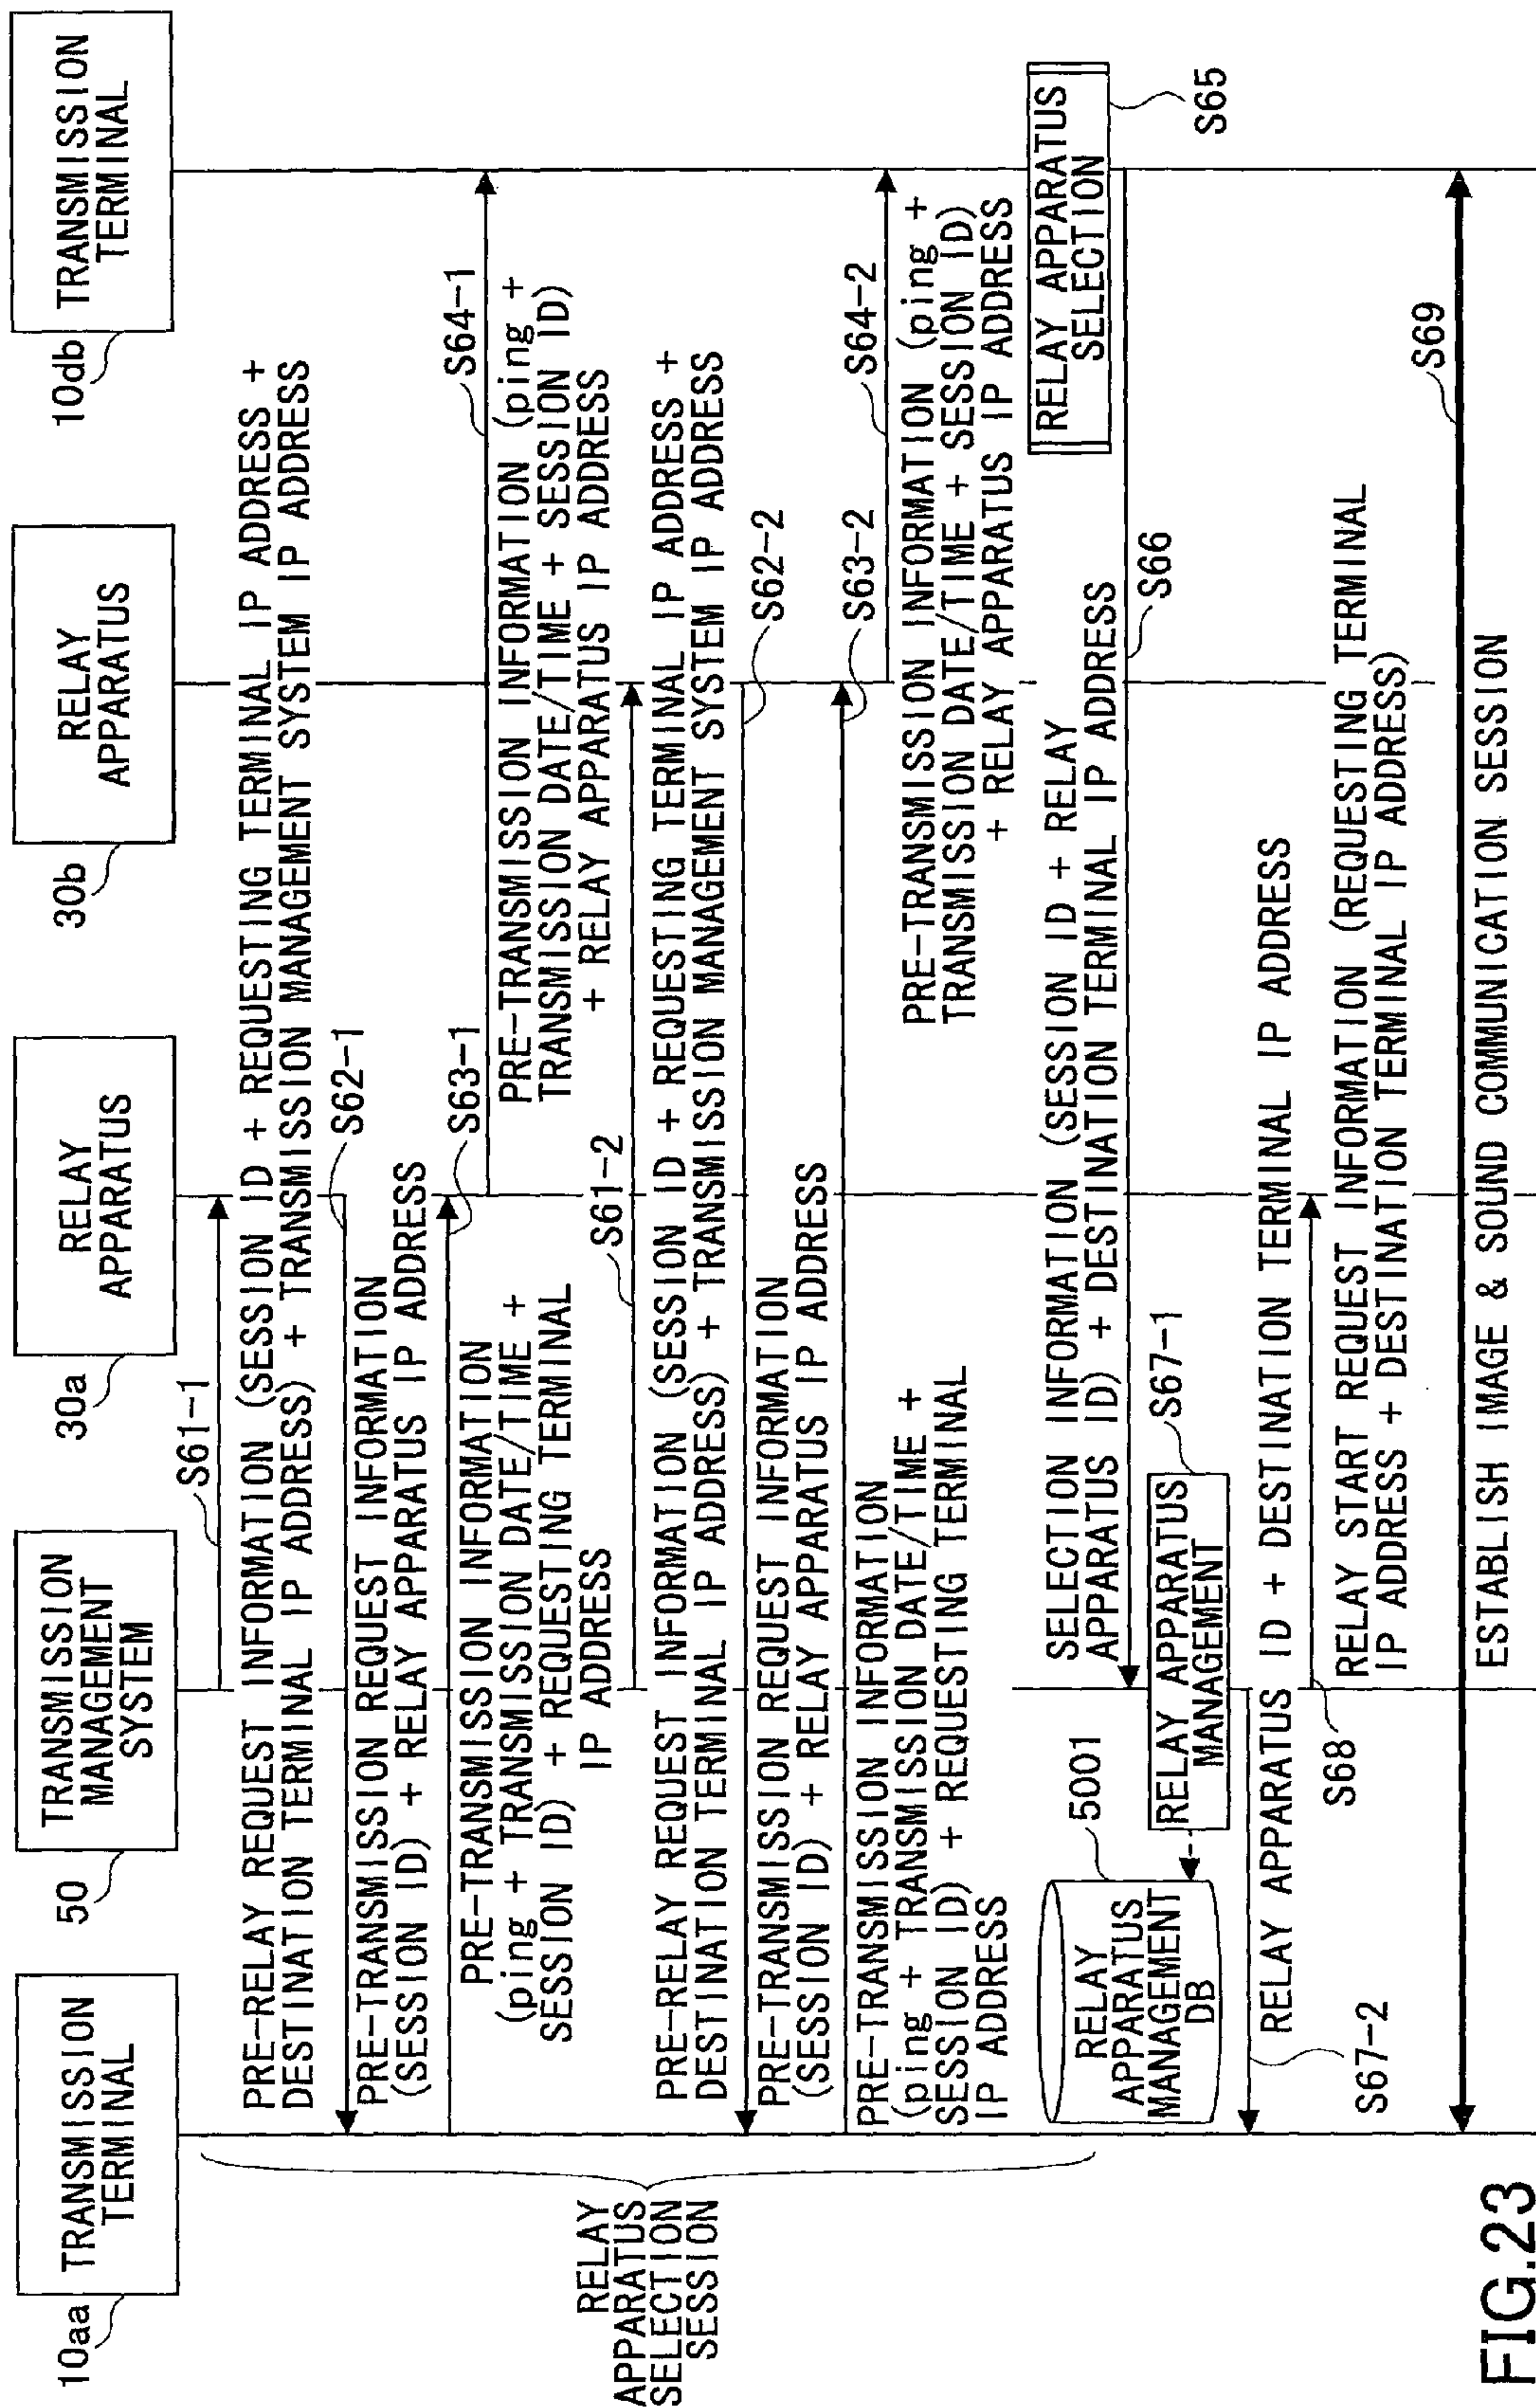 10aa
TRANSMISSION
TERMINAL
50
TRANSMISSION
MANAGEMENT
SYSTEM
30a
RELAY
APPARATUS
30b
RELAY
APPARATUS
10db
TRANSMISSION
TERMINAL
S61-1
PRE-RELAY REQUEST INFORMATION (SESSION ID + REQUESTING TERMINAL IP ADDRESS +
DESTINATION TERMINAL IP ADDRESS) + TRANSMISSION MANAGEMENT SYSTEM IP ADDRESS
S62-1
PRE-TRANSMISSION REQUEST INFORMATION
(SESSION ID) + RELAY APPARATUS IP ADDRESS
S63-1
PRE-TRANSMISSION INFORMATION
(ping + TRANSMISSION DATE/TIME +
SESSION ID) + REQUESTING TERMINAL
IP ADDRESS
S64-1
PRE-TRANSMISSION INFORMATION (ping +
TRANSMISSION DATE/TIME + SESSION ID)
+ RELAY APPARATUS IP ADDRESS
S61-2
PRE-RELAY REQUEST INFORMATION (SESSION ID + REQUESTING TERMINAL IP ADDRESS +
DESTINATION TERMINAL IP ADDRESS) + TRANSMISSION MANAGEMENT SYSTEM IP ADDRESS
S62-2
PRE-TRANSMISSION REQUEST INFORMATION
(SESSION ID) + RELAY APPARATUS IP ADDRESS
S63-2
PRE-TRANSMISSION INFORMATION
(ping + TRANSMISSION DATE/TIME +
SESSION ID) + REQUESTING TERMINAL
IP ADDRESS
S64-2
PRE-TRANSMISSION INFORMATION (ping +
TRANSMISSION DATE/TIME + SESSION ID)
+ RELAY APPARATUS IP ADDRESS
RELAY
APPARATUS
SELECTION
SESSION
RELAY APPARATUS
SELECTION
S65
SELECTION INFORMATION (SESSION ID + RELAY
APPARATUS ID) + DESTINATION TERMINAL IP ADDRESS
S66
RELAY
APPARATUS
MANAGEMENT
DB
5001
RELAY APPARATUS
MANAGEMENT
S67-1
RELAY APPARATUS ID + DESTINATION TERMINAL IP ADDRESS
S67-2
S68
RELAY START REQUEST INFORMATION (REQUESTING TERMINAL
IP ADDRESS + DESTINATION TERMINAL IP ADDRESS)
S69
ESTABLISH IMAGE & SOUND COMMUNICATION SESSION
FIG.23